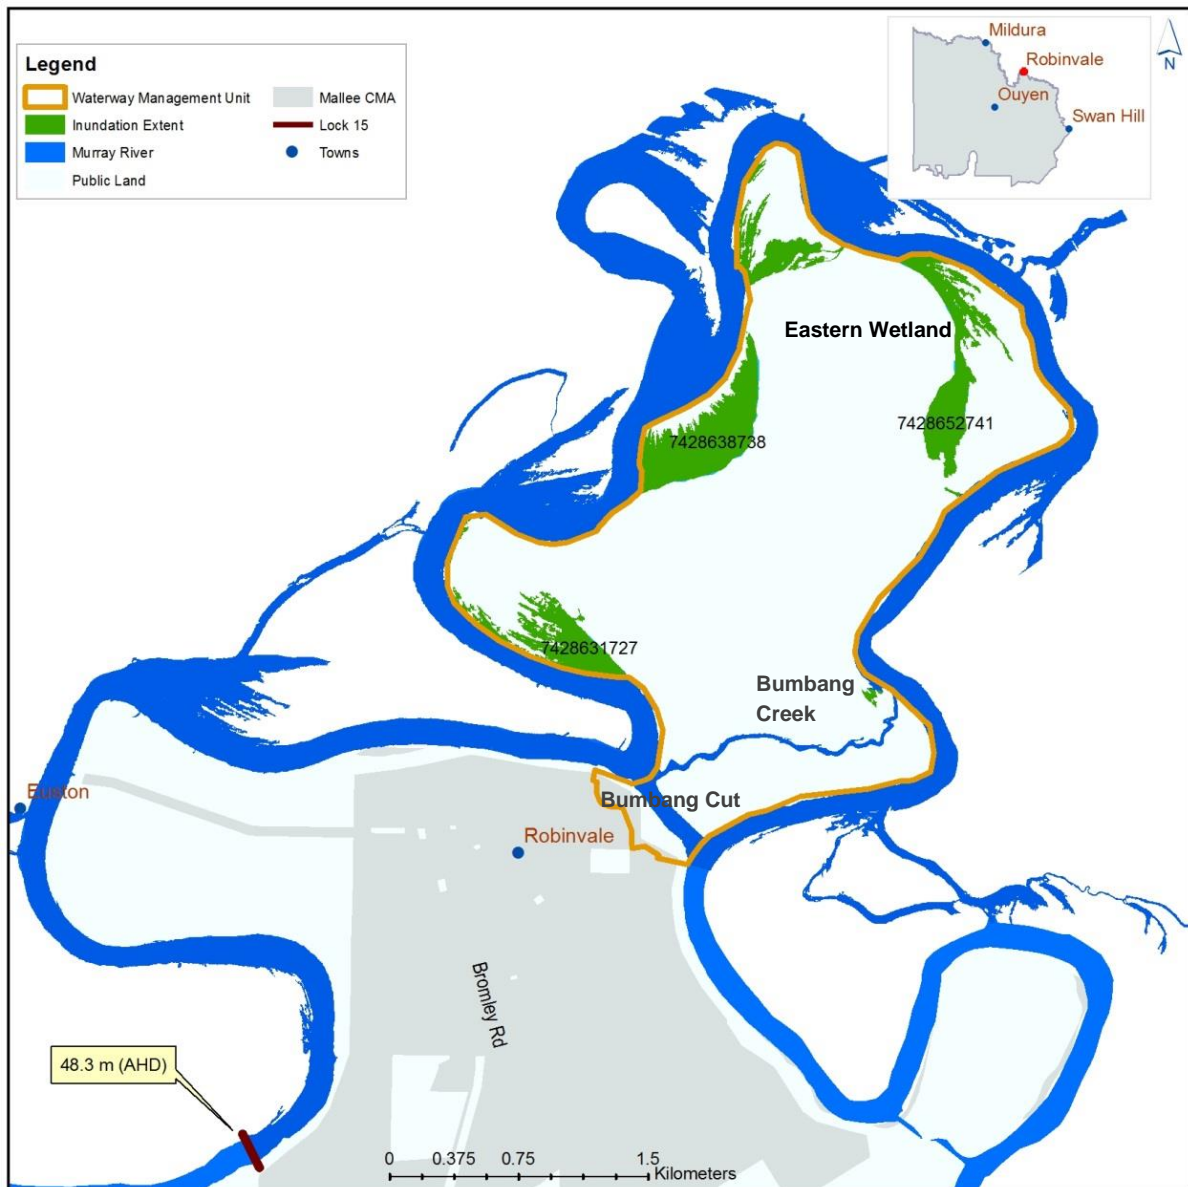 Legend
Waterway Management Unit
Inundation Extent
Murray River
Public Land
Mallee CMA
Lock 15
Towns
Mildura
Robinvale
Ouyen
Swan Hill
N
Eastern Wetland
7428638738
7428652741
7428631727
Bumbang
Creek
Bumbang Cut
Euston
Robinvale
Bromley Rd
48.3 m (AHD)
0 0.375 0.75 1.5
Kilometers